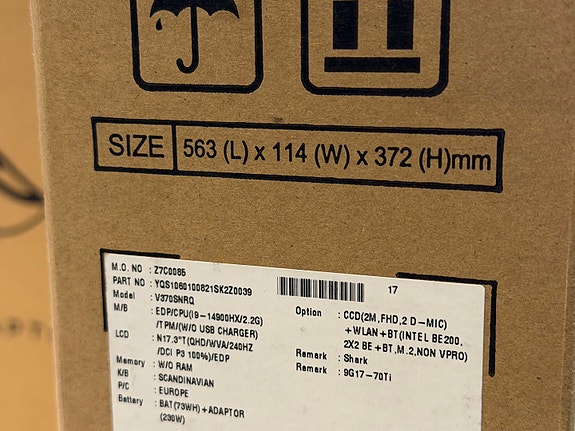 SIZE 563 (L) x 114 (W) x 372 (H)mm
M.O. NO : Z7C0085
PART NO : YQS1060100821SK2Z0039
17
Model : V370SNRQ
M/B : EDP/CPU(I9-14900HX/2.2G)
/TPM/(W/O USB CHARGER)
LCD : N17.3"T(QHD/WVA/240HZ
/DCI P3 100%)/EDP
Memory : W/O RAM
K/B : SCANDINAVIAN
P/C : EUROPE
Battery : BAT(73WH)+ADAPTOR
(230W)
Option : CCD(2M,FHD,2 D-MIC)
+WLAN+BT(INTEL BE200,
2X2 BE+BT,M.2,NON VPRO)
Remark : Shark
Remark : 9G17-70Ti